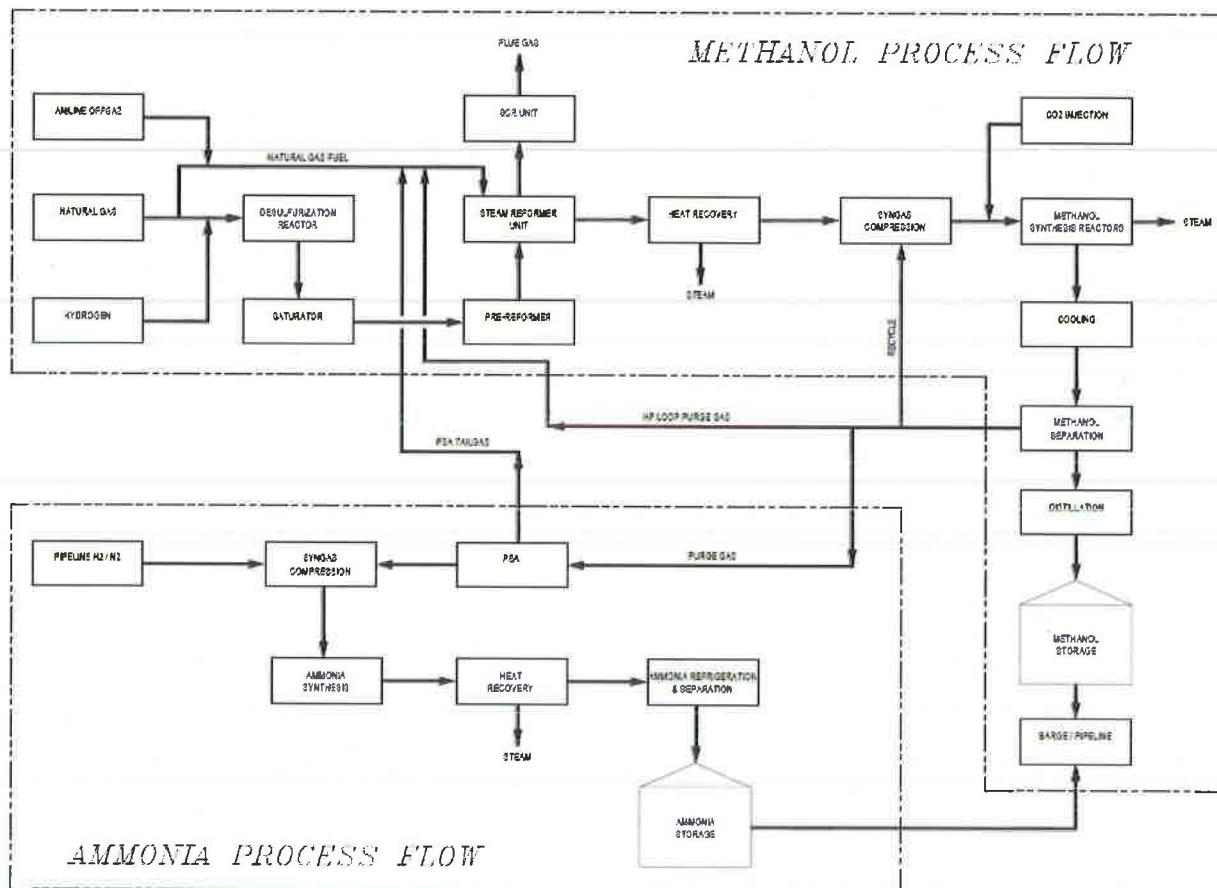 METHANOL PROCESS FLOW
FLUE GAS
ANILINE OFFGAS
SCR UNIT
CO2 INJECTION
NATURAL GAS FUEL
NATURAL GAS
DESULFURIZATION
REACTOR
STEAM REFORMER
UNIT
HEAT RECOVERY
SYNGAS
COMPRESSION
METHANOL
SYNTHESIS REACTORS
STEAM
STEAM
HYDROGEN
SATURATOR
PRE-REFORMER
RECYCLE
COOLING
HP LOOP PURGE GAS
METHANOL
SEPARATION
PSA TAILGAS
DISTILLATION
PIPELINE H2 / N2
SYNGAS
COMPRESSION
PSA
PURGE GAS
METHANOL
STORAGE
AMMONIA
SYNTHESIS
HEAT
RECOVERY
AMMONIA REFRIGERATION
& SEPARATION
BARGE / PIPELINE
STEAM
AMMONIA
STORAGE
AMMONIA PROCESS FLOW